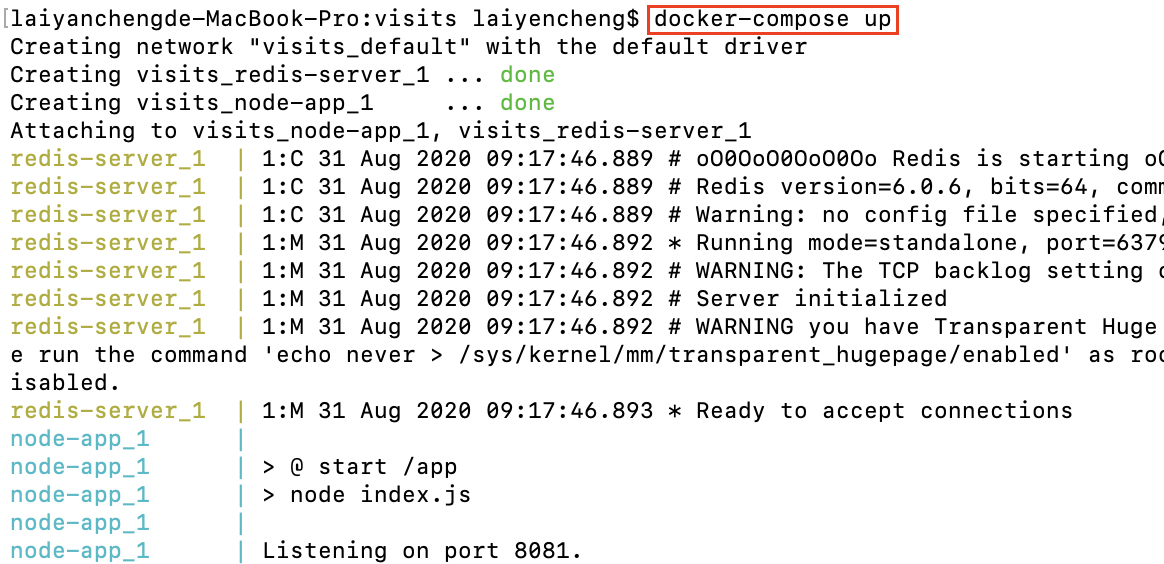 [laiyanchengde-MacBook-Pro:visits laiyencheng$ docker-compose up
Creating network "visits_default" with the default driver
Creating visits_redis-server_1 ... done
Creating visits_node-app_1     ... done
Attaching to visits_node-app_1, visits_redis-server_1
redis-server_1  | 1:C 31 Aug 2020 09:17:46.889 # oO0OoO0OoO0Oo Redis is starting
redis-server_1  | 1:C 31 Aug 2020 09:17:46.889 # Redis version=6.0.6, bits=64,
redis-server_1  | 1:C 31 Aug 2020 09:17:46.889 # Warning: no config file specified,
redis-server_1  | 1:M 31 Aug 2020 09:17:46.892 * Running mode=standalone, port=6379
redis-server_1  | 1:M 31 Aug 2020 09:17:46.892 # WARNING: The TCP backlog setting
redis-server_1  | 1:M 31 Aug 2020 09:17:46.892 # Server initialized
redis-server_1  | 1:M 31 Aug 2020 09:17:46.892 # WARNING you have Transparent Huge
e run the command 'echo never > /sys/kernel/mm/transparent_hugepage/enabled' as
isabled.
redis-server_1  | 1:M 31 Aug 2020 09:17:46.893 * Ready to accept connections
node-app_1      |
node-app_1      | > @ start /app
node-app_1      | > node index.js
node-app_1      |
node-app_1      | Listening on port 8081.